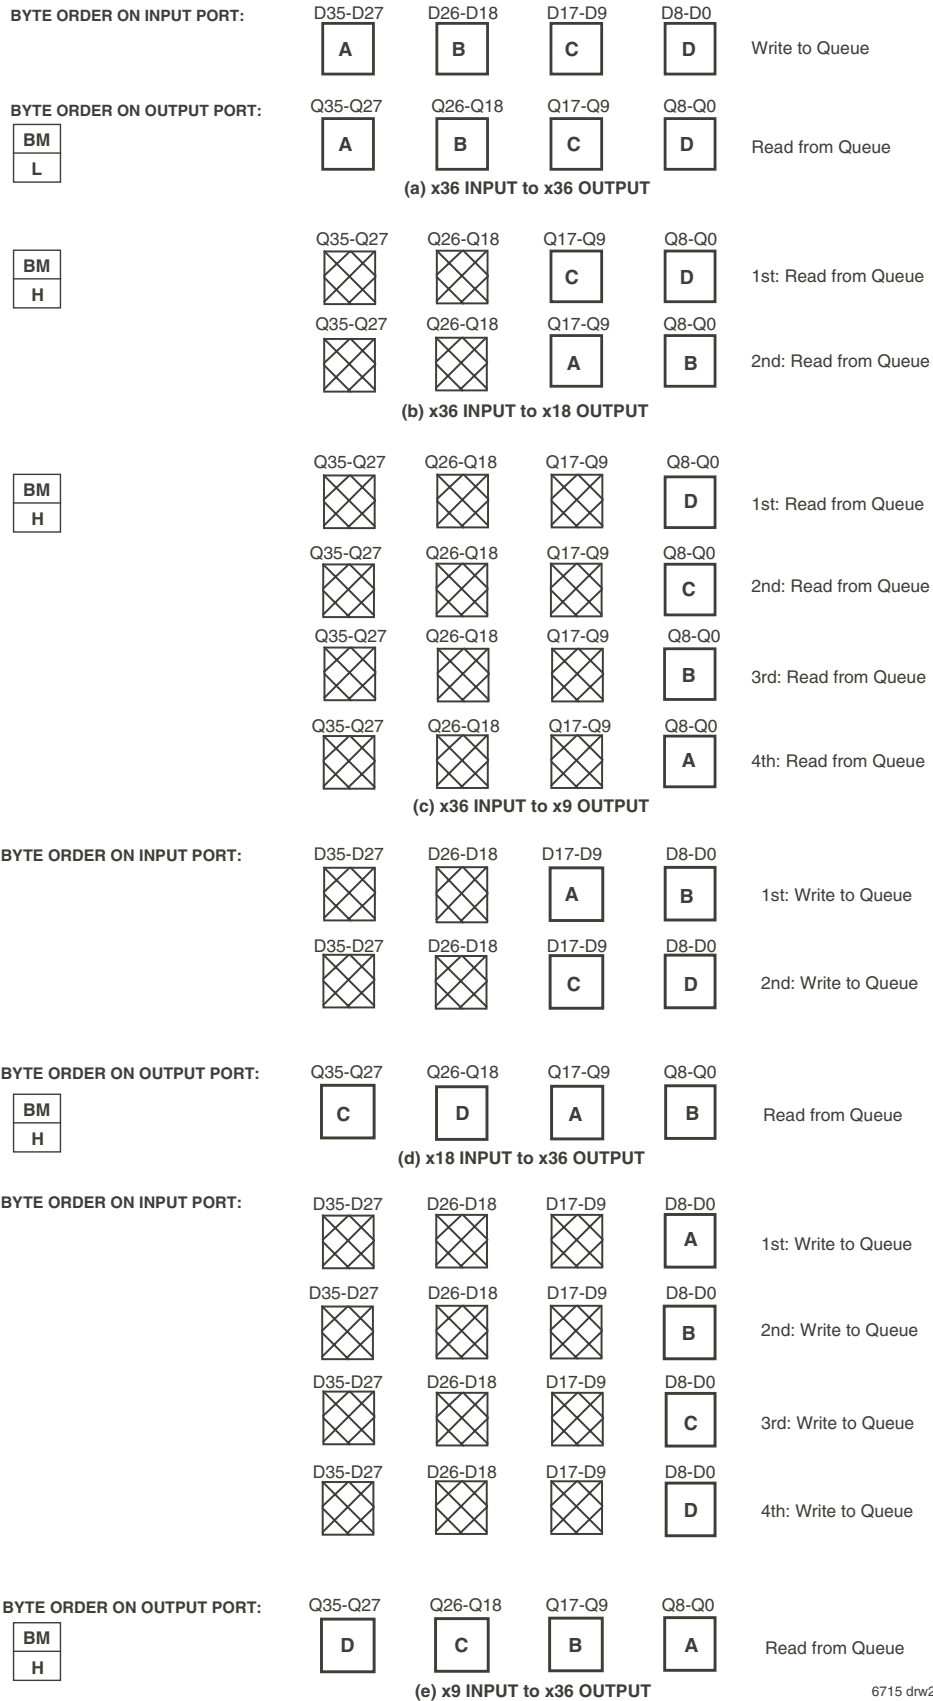 BYTE ORDER ON INPUT PORT: D35-D27 D26-D18 D17-D9 D8-D0
A B C D Write to Queue
BYTE ORDER ON OUTPUT PORT: Q35-Q27 Q26-Q18 Q17-Q9 Q8-Q0
BM
L
A B C D Read from Queue
(a) x36 INPUT to x36 OUTPUT
Q35-Q27 Q26-Q18 Q17-Q9 Q8-Q0
BM
H
C D 1st: Read from Queue
Q35-Q27 Q26-Q18 Q17-Q9 Q8-Q0
A B 2nd: Read from Queue
(b) x36 INPUT to x18 OUTPUT
Q35-Q27 Q26-Q18 Q17-Q9 Q8-Q0
BM
H
D 1st: Read from Queue
Q35-Q27 Q26-Q18 Q17-Q9 Q8-Q0
C 2nd: Read from Queue
Q35-Q27 Q26-Q18 Q17-Q9 Q8-Q0
B 3rd: Read from Queue
Q35-Q27 Q26-Q18 Q17-Q9 Q8-Q0
A 4th: Read from Queue
(c) x36 INPUT to x9 OUTPUT
BYTE ORDER ON INPUT PORT: D35-D27 D26-D18 D17-D9 D8-D0
A B 1st: Write to Queue
D35-D27 D26-D18 D17-D9 D8-D0
C D 2nd: Write to Queue
BYTE ORDER ON OUTPUT PORT: Q35-Q27 Q26-Q18 Q17-Q9 Q8-Q0
BM
H
C D A B Read from Queue
(d) x18 INPUT to x36 OUTPUT
BYTE ORDER ON INPUT PORT: D35-D27 D26-D18 D17-D9 D8-D0
A 1st: Write to Queue
D35-D27 D26-D18 D17-D9 D8-D0
B 2nd: Write to Queue
D35-D27 D26-D18 D17-D9 D8-D0
C 3rd: Write to Queue
D35-D27 D26-D18 D17-D9 D8-D0
D 4th: Write to Queue
BYTE ORDER ON OUTPUT PORT: Q35-Q27 Q26-Q18 Q17-Q9 Q8-Q0
BM
H
D C B A Read from Queue
(e) x9 INPUT to x36 OUTPUT
6715 drw2